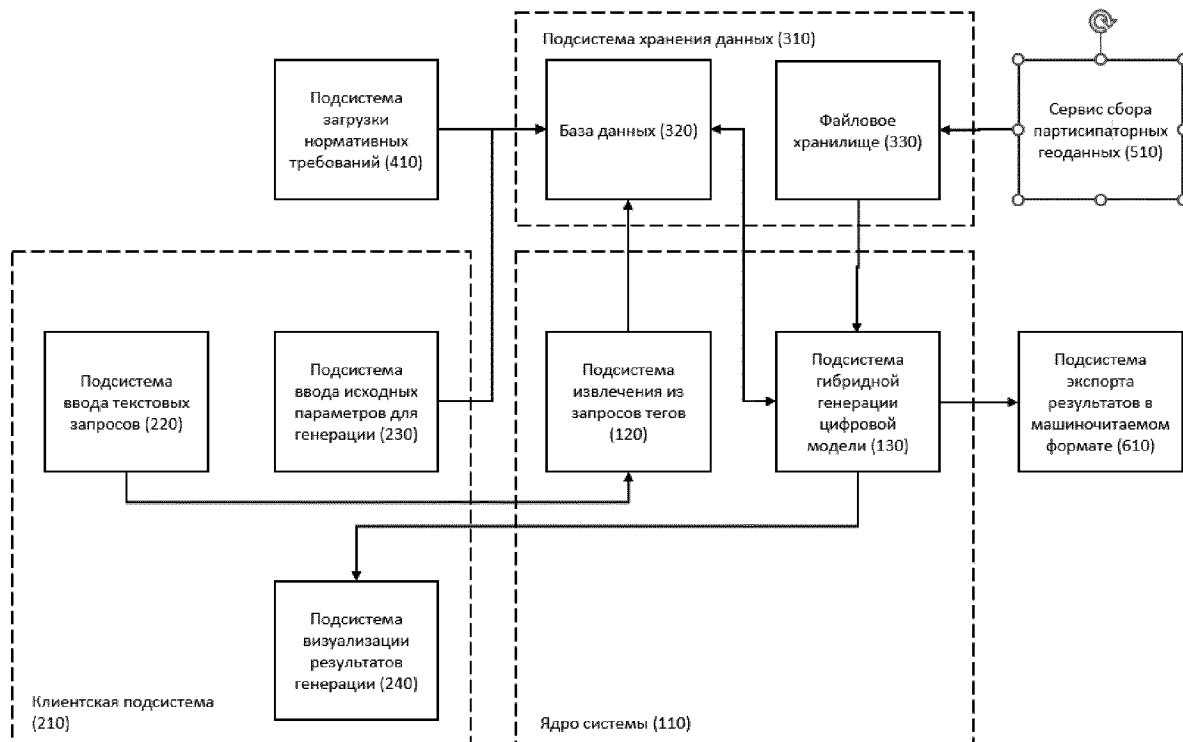 Подсистема хранения данных (310)
Подсистема
загрузки
нормативных
требований (410)
База данных (320)
Файловое
хранилище (330)
Сервис сбора
партисипаторных
геоданных (510)
Подсистема
ввода текстовых
запросов (220)
Подсистема
ввода исходных
параметров для
генерации (230)
Подсистема
извлечения из
запросов тегов
(120)
Подсистема
гибридной
генерации
цифровой
модели (130)
Подсистема
экспорта
результатов в
машиночитаемом
формате (610)
Подсистема
визуализации
результатов
генерации (240)
Клиентская подсистема
(210)
Ядро системы (110)